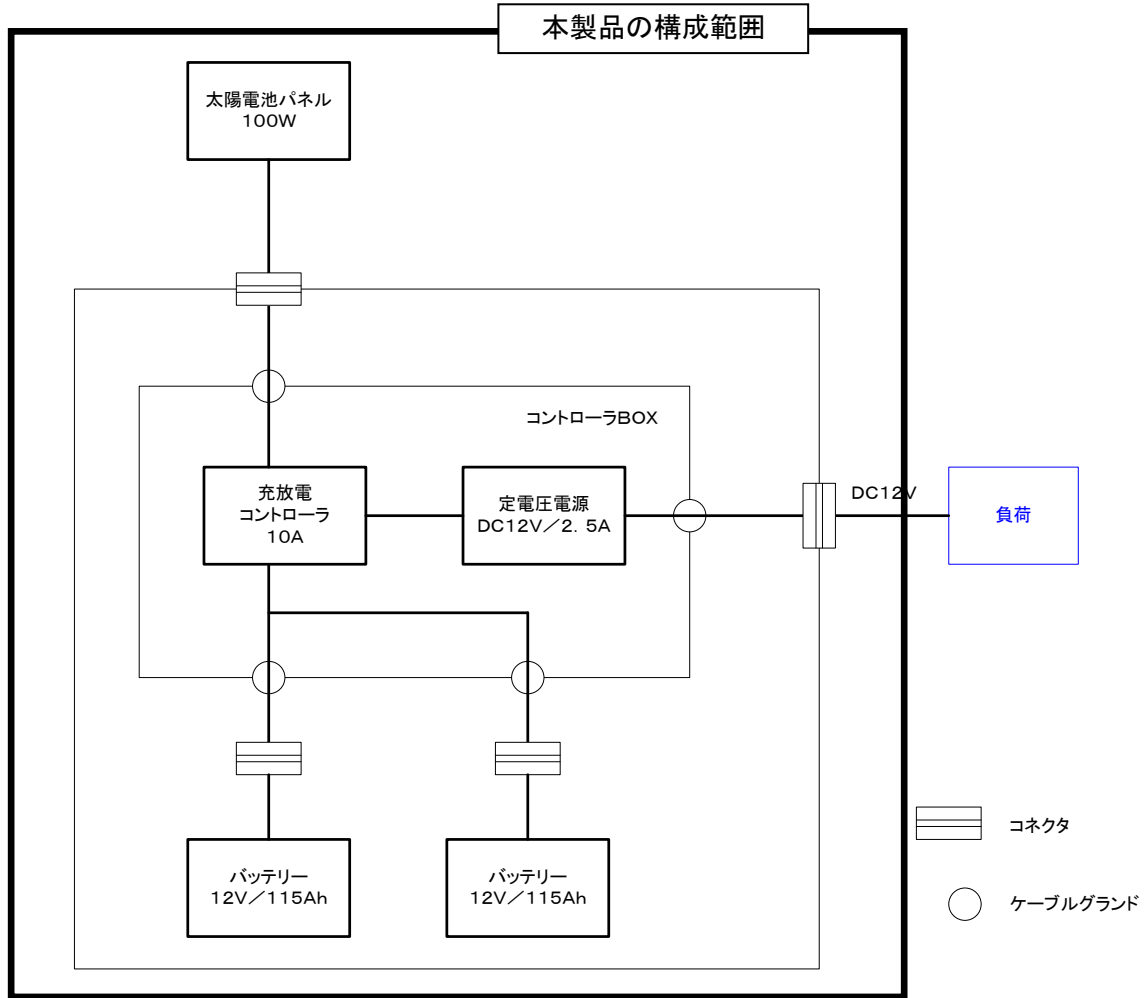 本製品の構成範囲
太陽電池パネル
100W
コントローラBOX
充放電
コントローラ
10A
定電圧電源
DC12V／2．5A
DC12V
負荷
バッテリー
12V／115Ah
バッテリー
12V／115Ah
コネクタ
ケーブルグランド